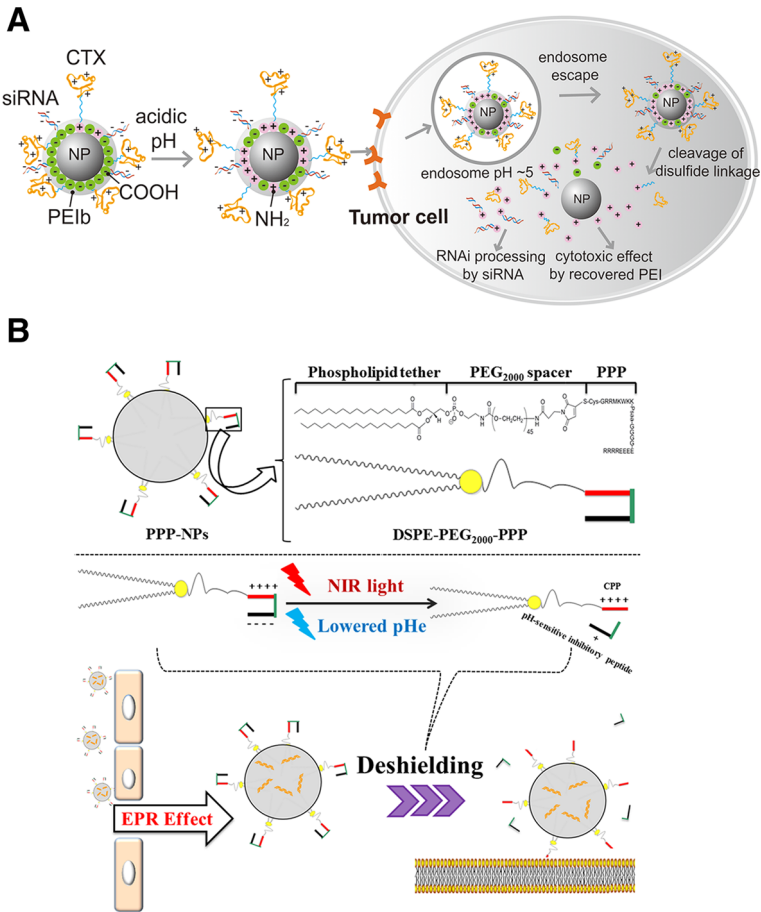 A
CTX
siRNA
NP
COOH
PEIb
acidic
pH
NP
NH2
Tumor cell
NP
endosome pH ~5
endosome
escape
NP
cleavage of
disulfide linkage
NP
RNAi processing
by siRNA
cytotoxic effect
by recovered PEI
B
Phospholipid tether
PEG2000 spacer
PPP
S-Cys-GRRMKWKK
RRRREEEE
45
PPP-NPs
DSPE-PEG2000-PPP
++++
----
NIR light
Lowered pHe
CPP
++++
+
pH-sensitive inhibitory peptide
EPR Effect
Deshielding